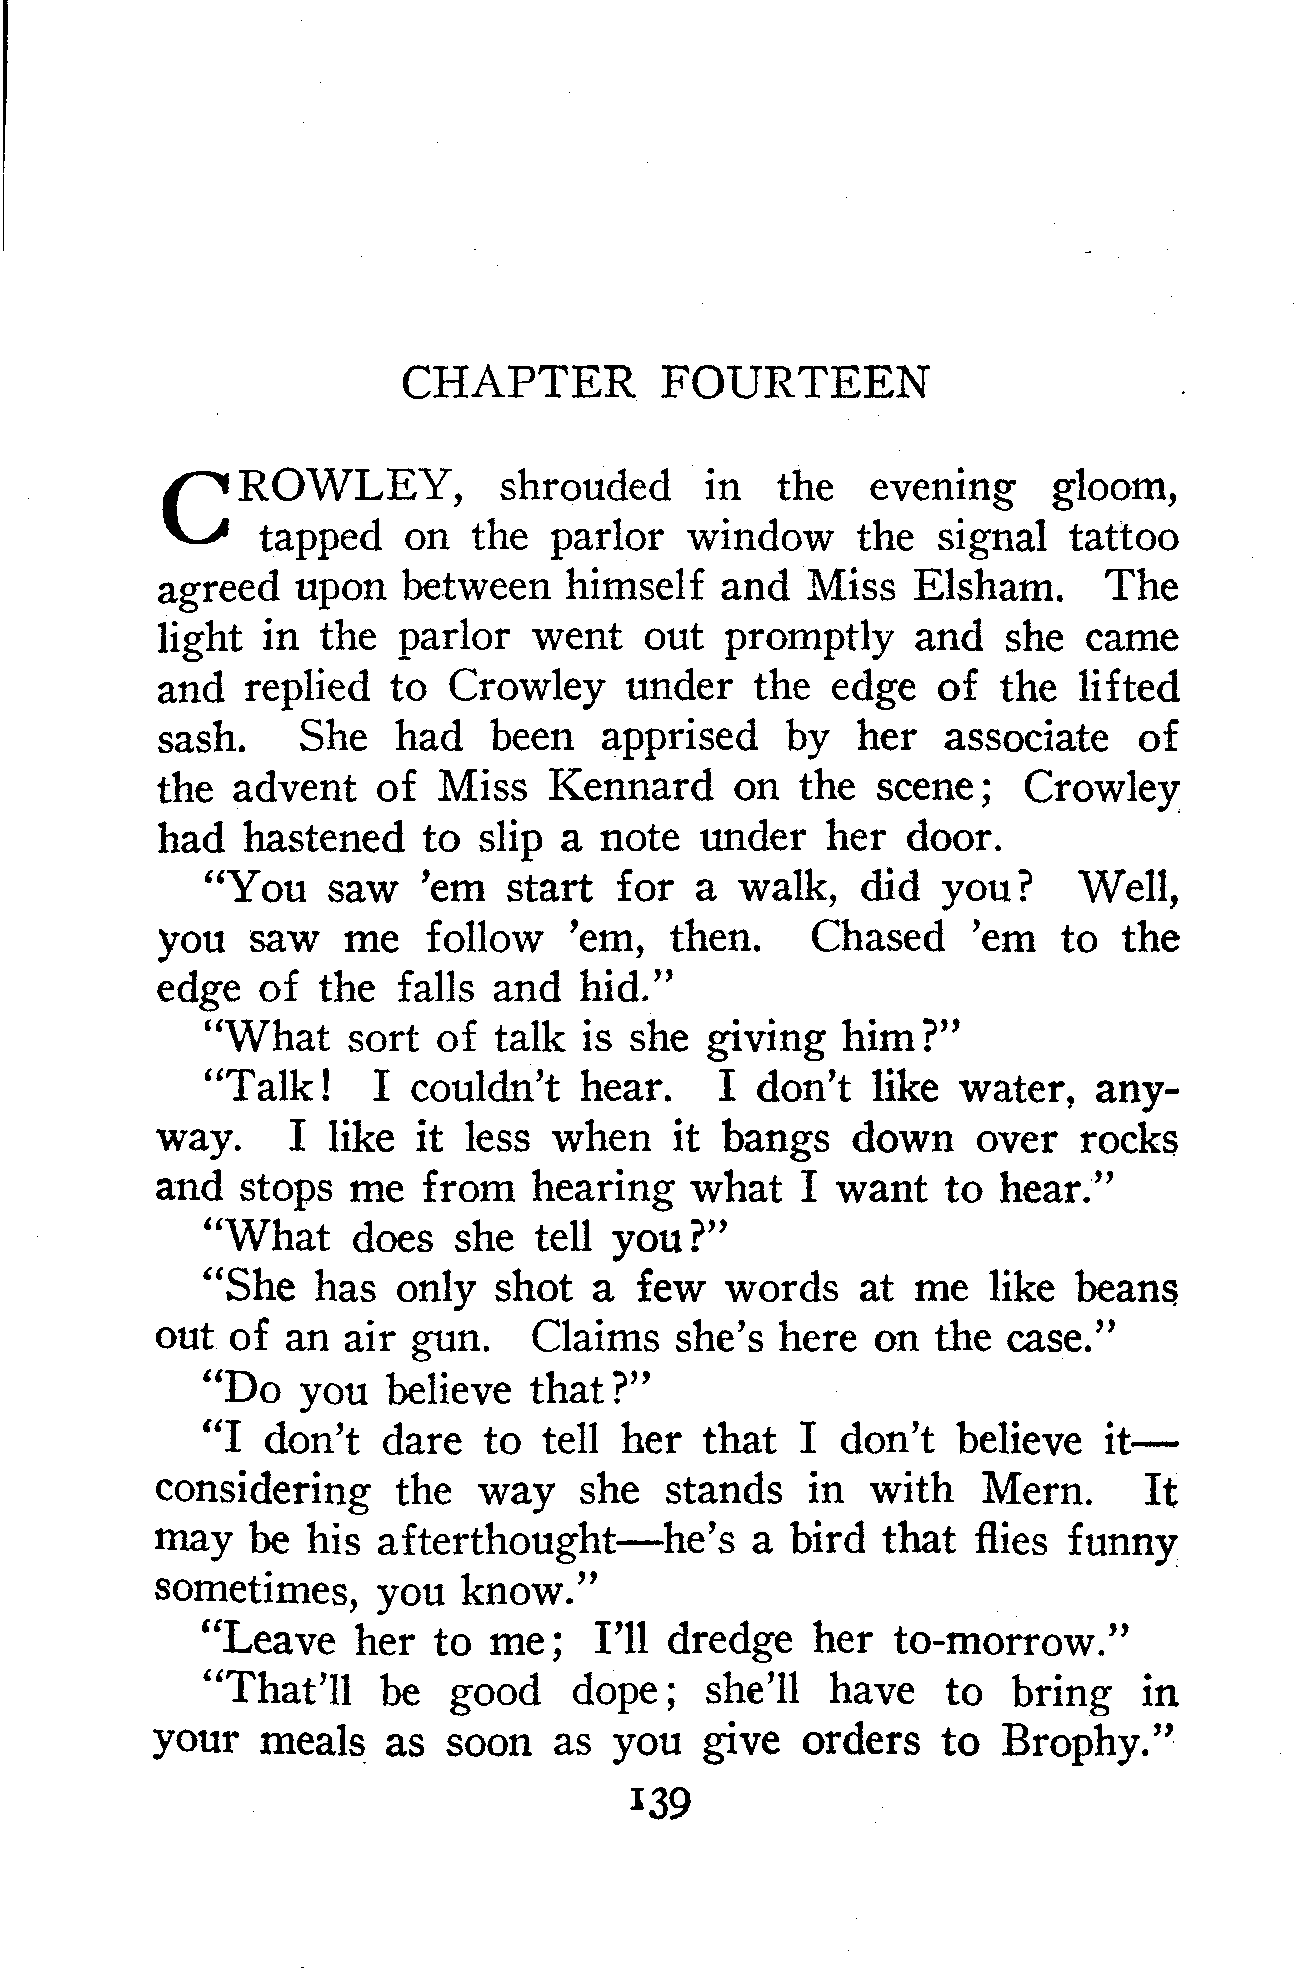 CHAPTER FOURTEEN
CROWLEY, shrouded in the evening gloom,
tapped on the parlor window the signal tattoo
agreed upon between himself and Miss Elsham. The
light in the parlor went out promptly and she came
and replied to Crowley under the edge of the lifted
sash. She had been apprised by her associate of
the advent of Miss Kennard on the scene; Crowley
had hastened to slip a note under her door.
“You saw ’em start for a walk, did you? Well,
you saw me follow ’em, then. Chased ’em to the
edge of the falls and hid.”
“What sort of talk is she giving him?”
“Talk! I couldn’t hear. I don’t like water, any-
way. I like it less when it bangs down over rocks
and stops me from hearing what I want to hear.”
“What does she tell you?”
“She has only shot a few words at me like beans
out of an air gun. Claims she’s here on the case.”
“Do you believe that?”
“I don’t dare to tell her that I don’t believe it—
considering the way she stands in with Mern. It
may be his afterthought—he’s a bird that flies funny
sometimes, you know.”
“Leave her to me; I’ll dredge her to-morrow.”
“That’ll be good dope; she’ll have to bring in
your meals as soon as you give orders to Brophy.”
139